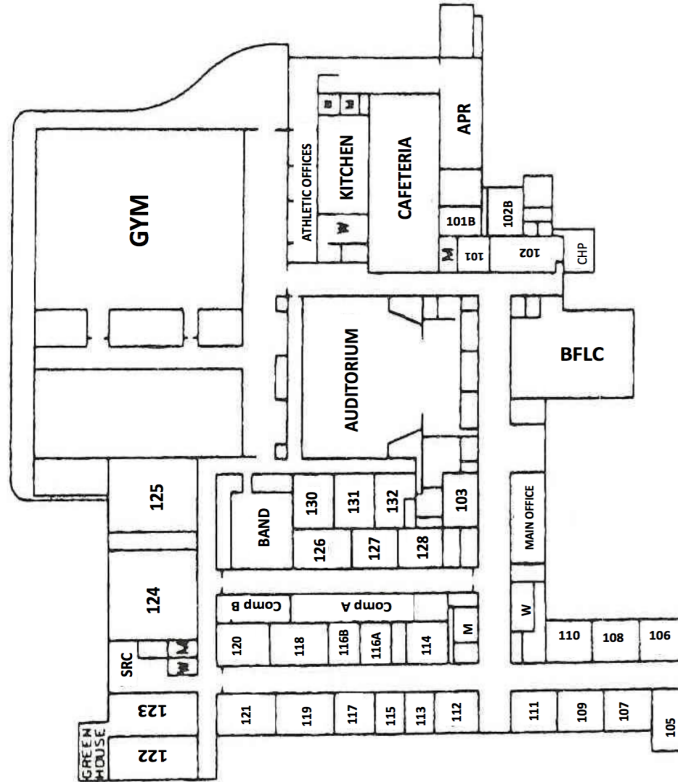 APR
ATHLETIC OFFICES
KITCHEN
CAFETERIA
GYM
W
101B
102B
M
101
102
CHP
AUDITORIUM
BFLC
125
130
131
132
103
BAND
126
127
128
MAIN OFFICE
124
Comp B
Comp A
M
W
120
118
116B
116A
114
M
W
110
108
106
SRC
123
121
119
117
115
113
112
111
109
107
105
122
GREEN
HOUSE